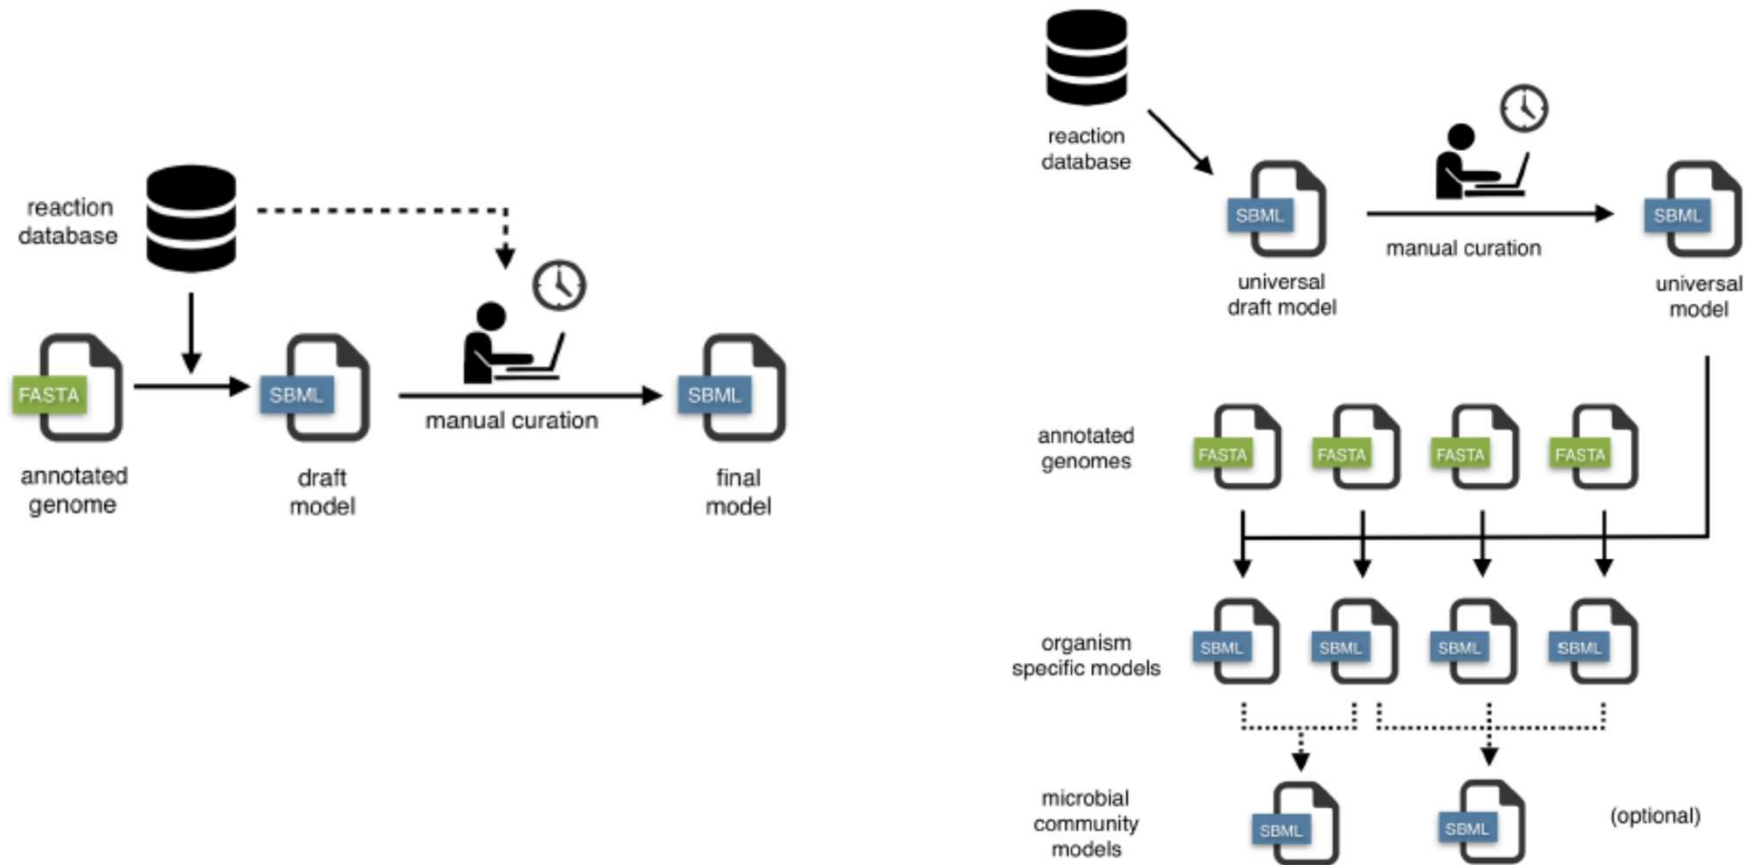 reaction
database
FASTA
SBML
SBML
manual curation
annotated
genome
draft
model
final
model
reaction
database
SBML
SBML
manual curation
universal
draft model
universal
model
annotated
genomes
FASTA
FASTA
FASTA
FASTA
organism
specific models
SBML
SBML
SBML
SBML
microbial
community
models
SBML
SBML
(optional)